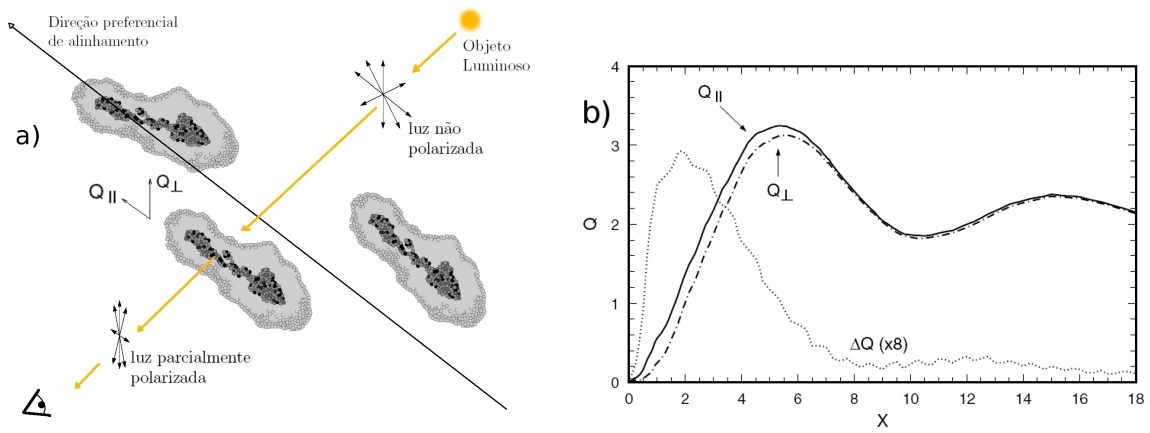 Direção preferencial
de alinhamento
Objeto
Luminoso
a)
luz não
polarizada
Q∥
Q⊥
luz parcialmente
polarizada
b)
Q∥
Q⊥
ΔQ (x8)
Q
4
3
2
1
0
0 2 4 6 8 10 12 14 16 18
X